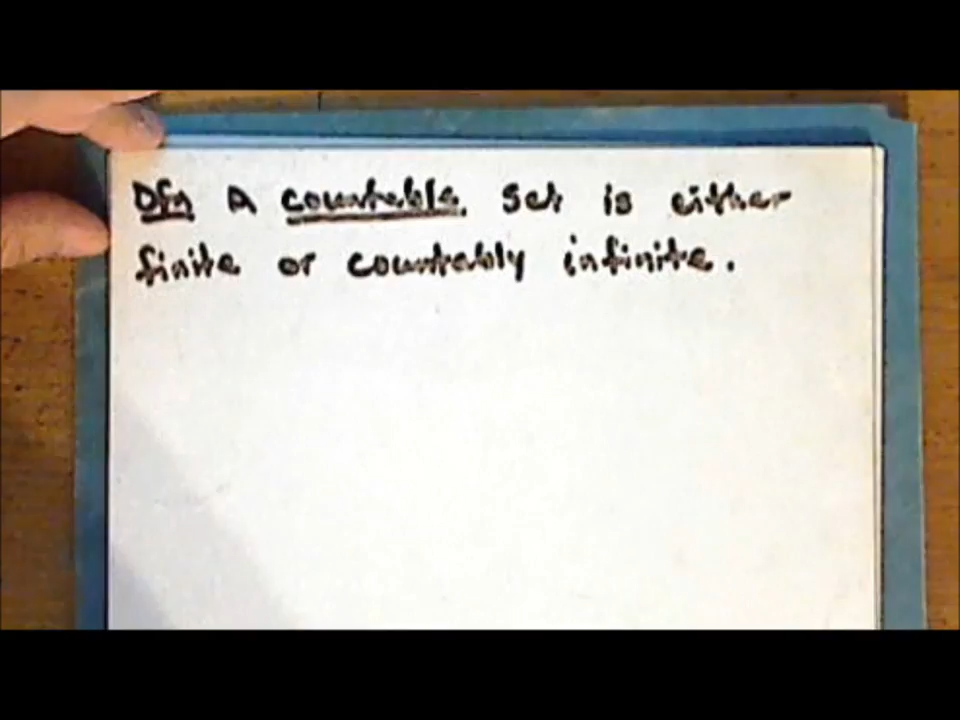 Dfn A countable set is either
finite or countably infinite.